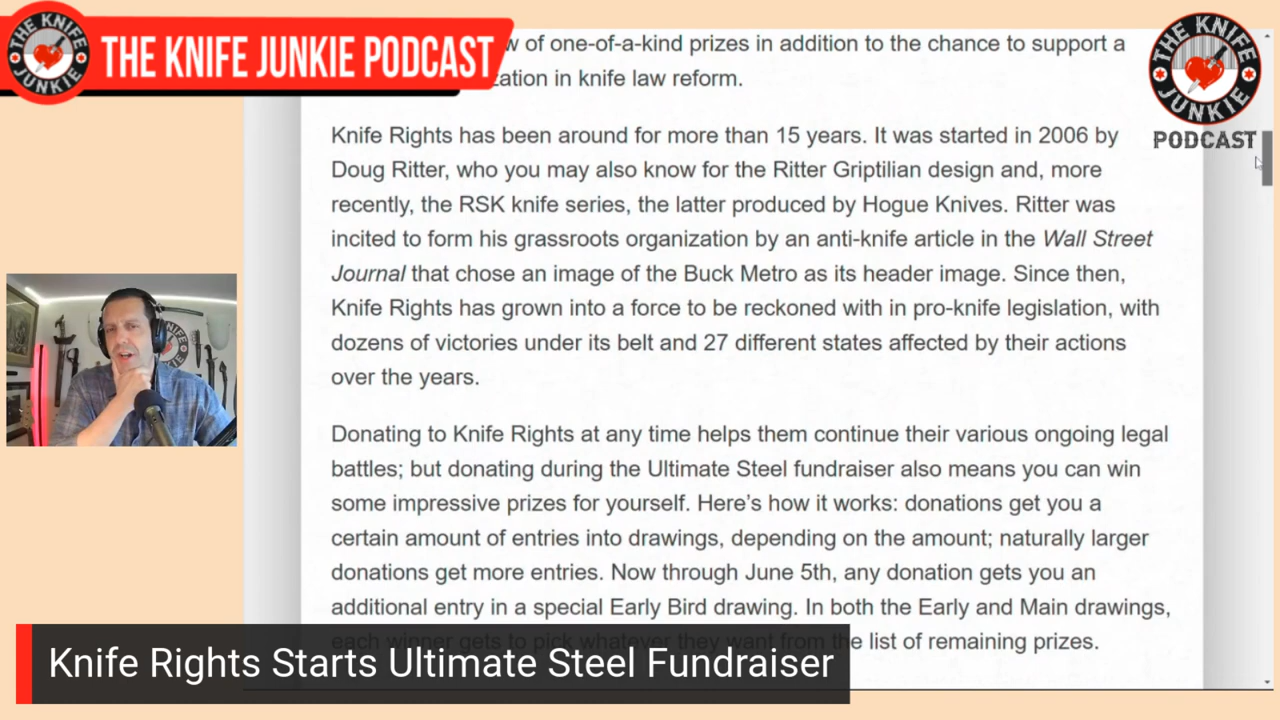 THE KNIFE JUNKIE
THE KNIFE JUNKIE PODCAST
THE KNIFE JUNKIE
PODCAST
of one-of-a-kind prizes in addition to the chance to support a
in knife law reform.
Knife Rights has been around for more than 15 years. It was started in 2006 by
Doug Ritter, who you may also know for the Ritter Griptilian design and, more
recently, the RSK knife series, the latter produced by Hogue Knives. Ritter was
incited to form his grassroots organization by an anti-knife article in the Wall Street
Journal that chose an image of the Buck Metro as its header image. Since then,
Knife Rights has grown into a force to be reckoned with in pro-knife legislation, with
dozens of victories under its belt and 27 different states affected by their actions
over the years.
KNIFE
JUNKIE
Donating to Knife Rights at any time helps them continue their various ongoing legal
battles; but donating during the Ultimate Steel fundraiser also means you can win
some impressive prizes for yourself. Here's how it works: donations get you a
certain amount of entries into drawings, depending on the amount; naturally larger
donations get more entries. Now through June 5th, any donation gets you an
additional entry in a special Early Bird drawing. In both the Early and Main drawings,
each winner gets to pick whatever they want from the list of remaining prizes.
Knife Rights Starts Ultimate Steel Fundraiser